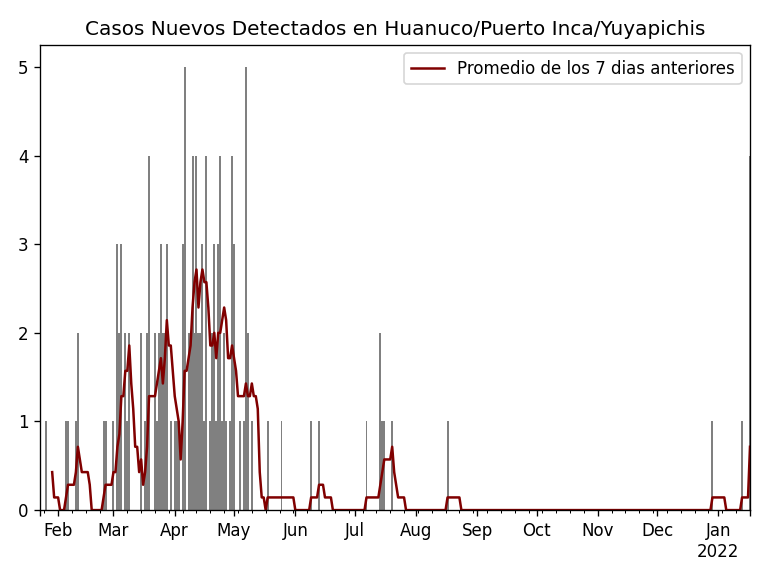 Casos Nuevos Detectados en Huanuco/Puerto Inca/Yuyapichis
Promedio de los 7 dias anteriores
5
4
3
2
1
0
Feb Mar Apr May Jun Jul Aug Sep Oct Nov Dec Jan
2022